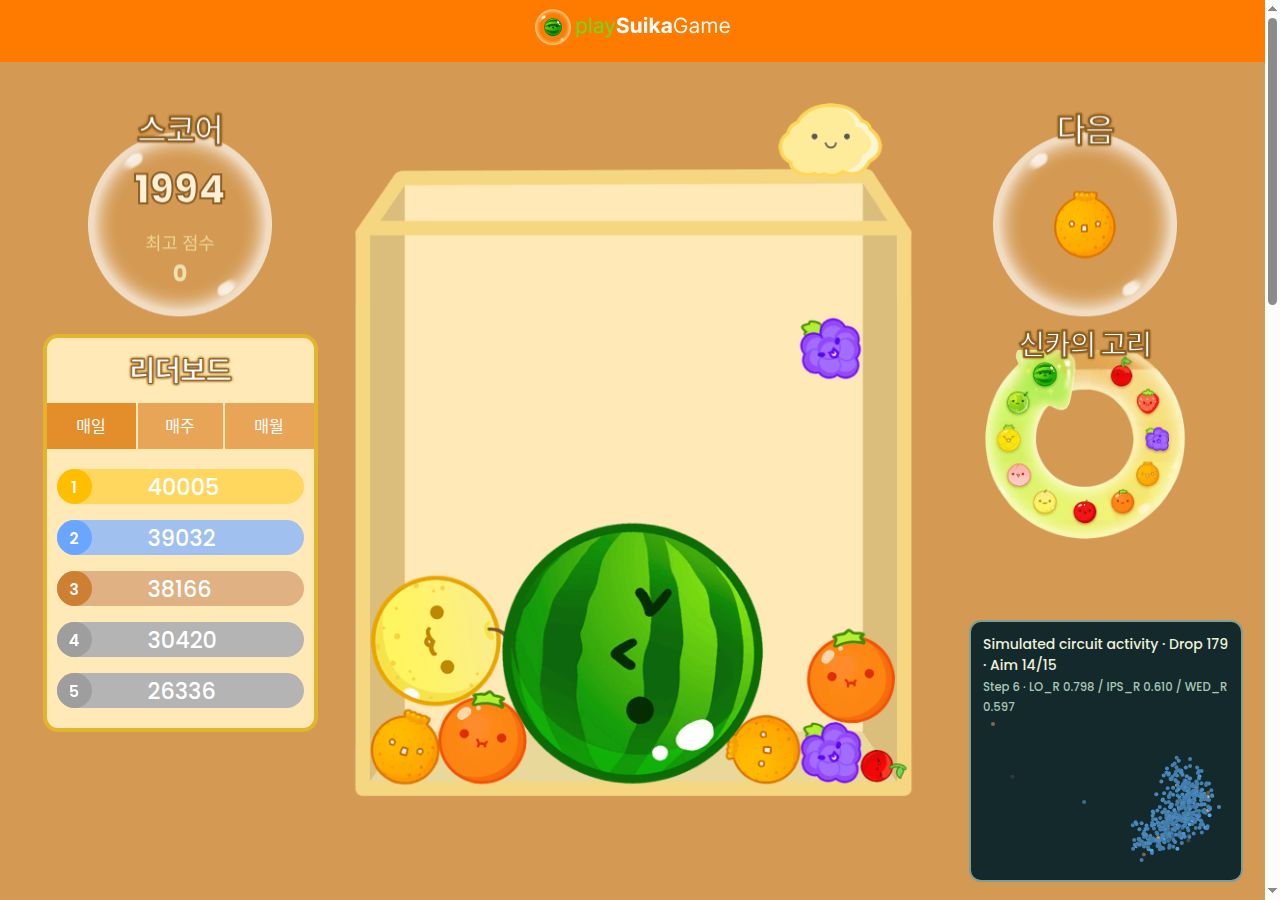 playSuikaGame
스코어
1994
최고 점수
0
리더보드
매일 매주 매월
1 40005
2 39032
3 38166
4 30420
5 26336
다음
신카의 고리
Simulated circuit activity · Drop 179
· Aim 14/15
Step 6 · LO_R 0.798 / IPS_R 0.610 / WED_R
0.597